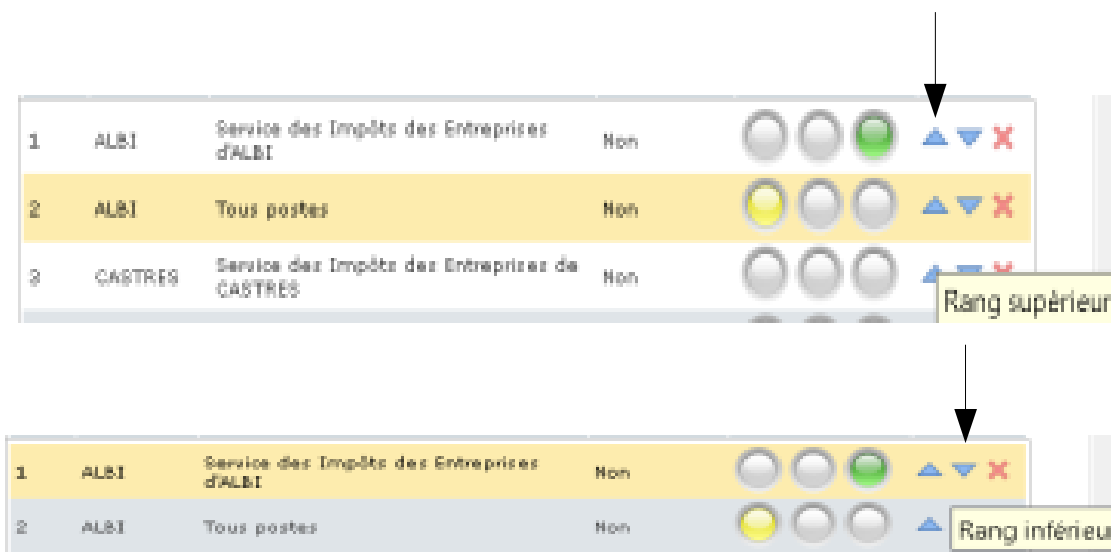 1 ALBI Service des Impôts des Entreprises d'ALBI Non
2 ALBI Tous postes Non
3 CASTRES Service des Impôts des Entreprises de CASTRES Non
Rang supérieur
1 ALBI Service des Impôts des Entreprises d'ALBI Non
2 ALBI Tous postes Non
Rang inférieu